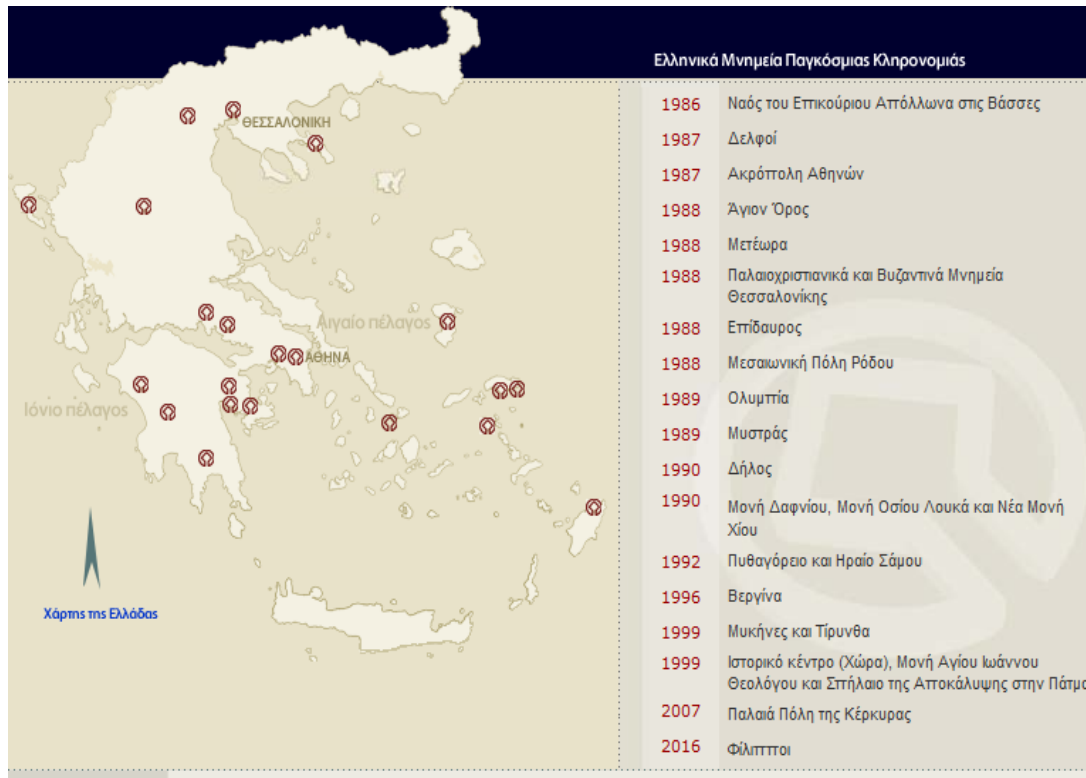 Ελληνικά Μνημεία Παγκόσμιας Κληρονομιάς
ΘΕΣΣΑΛΟΝΙΚΗ
Αιγαίο πέλαγος
ΑΘΗΝΑ
Ιόνιο πέλαγος
Χάρτης της Ελλάδας
1986 Ναός του Επικούριου Απόλλωνα στις Βάσσες
1987 Δελφοί
1987 Ακρόπολη Αθηνών
1988 Άγιον Όρος
1988 Μετέωρα
1988 Παλαιοχριστιανικά και Βυζαντινά Μνημεία
Θεσσαλονίκης
1988 Επίδαυρος
1988 Μεσαιωνική Πόλη Ρόδου
1989 Ολυμπία
1989 Μυστράς
1990 Δήλος
1990 Μονή Δαφνίου, Μονή Οσίου Λουκά και Νέα Μονή
Χίου
1992 Πυθαγόρειο και Ηραίο Σάμου
1996 Βεργίνα
1999 Μυκήνες και Τίρυνθα
1999 Ιστορικό κέντρο (Χώρα), Μονή Αγίου Ιωάννου
Θεολόγου και Σπήλαιο της Αποκάλυψης στην Πάτμο
2007 Παλαιά Πόλη της Κέρκυρας
2016 Φίλιπποι